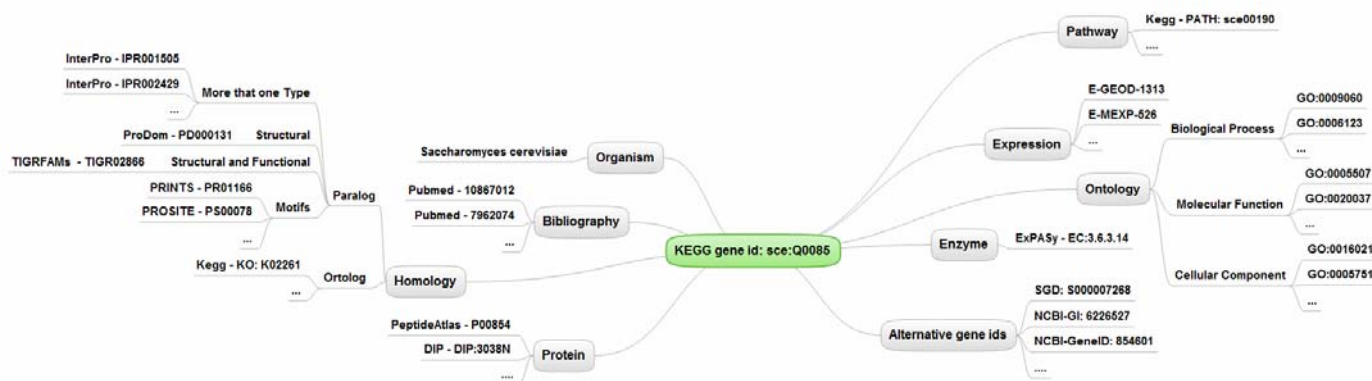 KEGG gene id: sce:Q0085
Pathway
Kegg - PATH: sce00190
....
Expression
E-GEOD-1313
E-MEXP-526
...
Ontology
Biological Process
GO:0009060
GO:0006123
...
Molecular Function
GO:0005507
GO:0020037
...
Cellular Component
GO:0016021
GO:0005751
...
Enzyme
ExPASy - EC:3.6.3.14
Alternative gene ids
SGD: S000007268
NCBI-GI: 6226527
NCBI-GeneID: 854601
....
Organism
Saccharomyces cerevisiae
Bibliography
Pubmed - 10867012
Pubmed - 7962074
...
Homology
Paralog
More that one Type
InterPro - IPR001505
InterPro - IPR002429
...
Structural
ProDom - PD000131
Structural and Functional
TIGRFAMs - TIGR02866
Motifs
PRINTS - PR01166
PROSITE - PS00078
...
Ortolog
Kegg - KO: K02261
...
Protein
PeptideAtlas - P00854
DIP - DIP:3038N
....